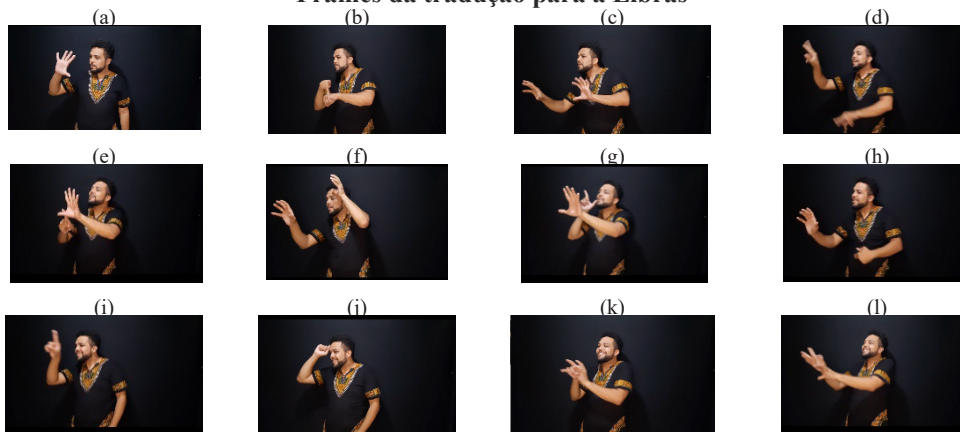 Frames da tradução para a Libras
(a) (b) (c) (d)
(e) (f) (g) (h)
(i) (j) (k) (l)